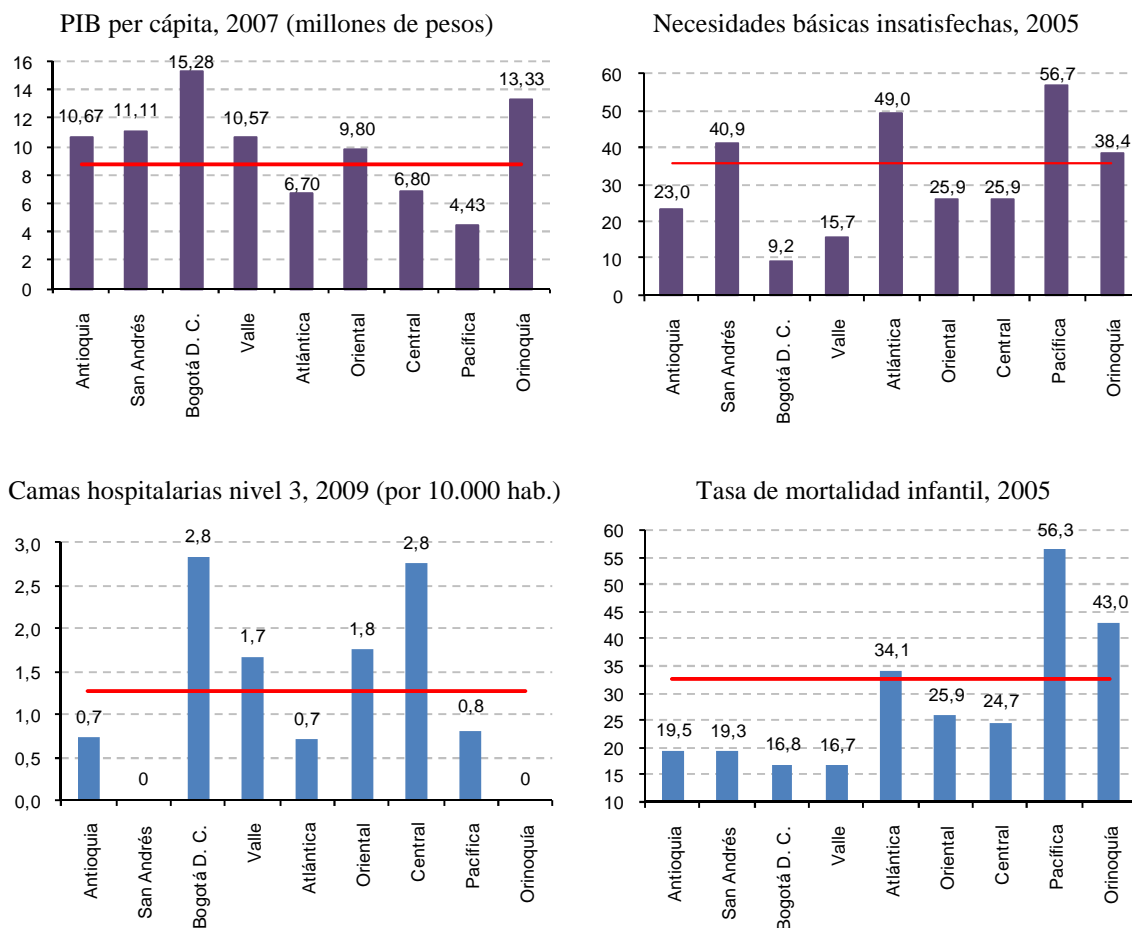 PIB per cápita, 2007 (millones de pesos)
16
14
12
10
8
6
4
2
0
10,67
11,11
15,28
10,57
6,70
9,80
6,80
4,43
13,33
Antioquia
San Andrés
Bogotá D. C.
Valle
Atlántica
Oriental
Central
Pacífica
Orinoquía
Necesidades básicas insatisfechas, 2005
60
50
40
30
20
10
0
23,0
40,9
9,2
15,7
49,0
25,9
25,9
56,7
38,4
Antioquia
San Andrés
Bogotá D. C.
Valle
Atlántica
Oriental
Central
Pacífica
Orinoquía
Camas hospitalarias nivel 3, 2009 (por 10.000 hab.)
3,0
2,5
2,0
1,5
1,0
0,5
0,0
0,7
0
2,8
1,7
0,7
1,8
2,8
0,8
0
Antioquia
San Andrés
Bogotá D. C.
Valle
Atlántica
Oriental
Central
Pacífica
Orinoquía
Tasa de mortalidad infantil, 2005
60
55
50
45
40
35
30
25
20
15
10
19,5
19,3
16,8
16,7
34,1
25,9
24,7
56,3
43,0
Antioquia
San Andrés
Bogotá D. C.
Valle
Atlántica
Oriental
Central
Pacífica
Orinoquía